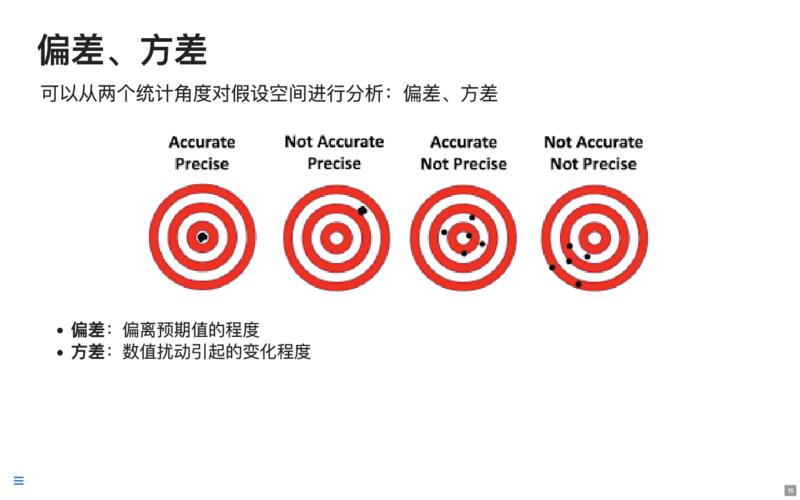 偏差、方差
可以从两个统计角度对假设空间进行分析：偏差、方差
Accurate Precise
Not Accurate Precise
Accurate Not Precise
Not Accurate Not Precise
• 偏差：偏离预期值的程度
• 方差：数值扰动引起的变化程度
15